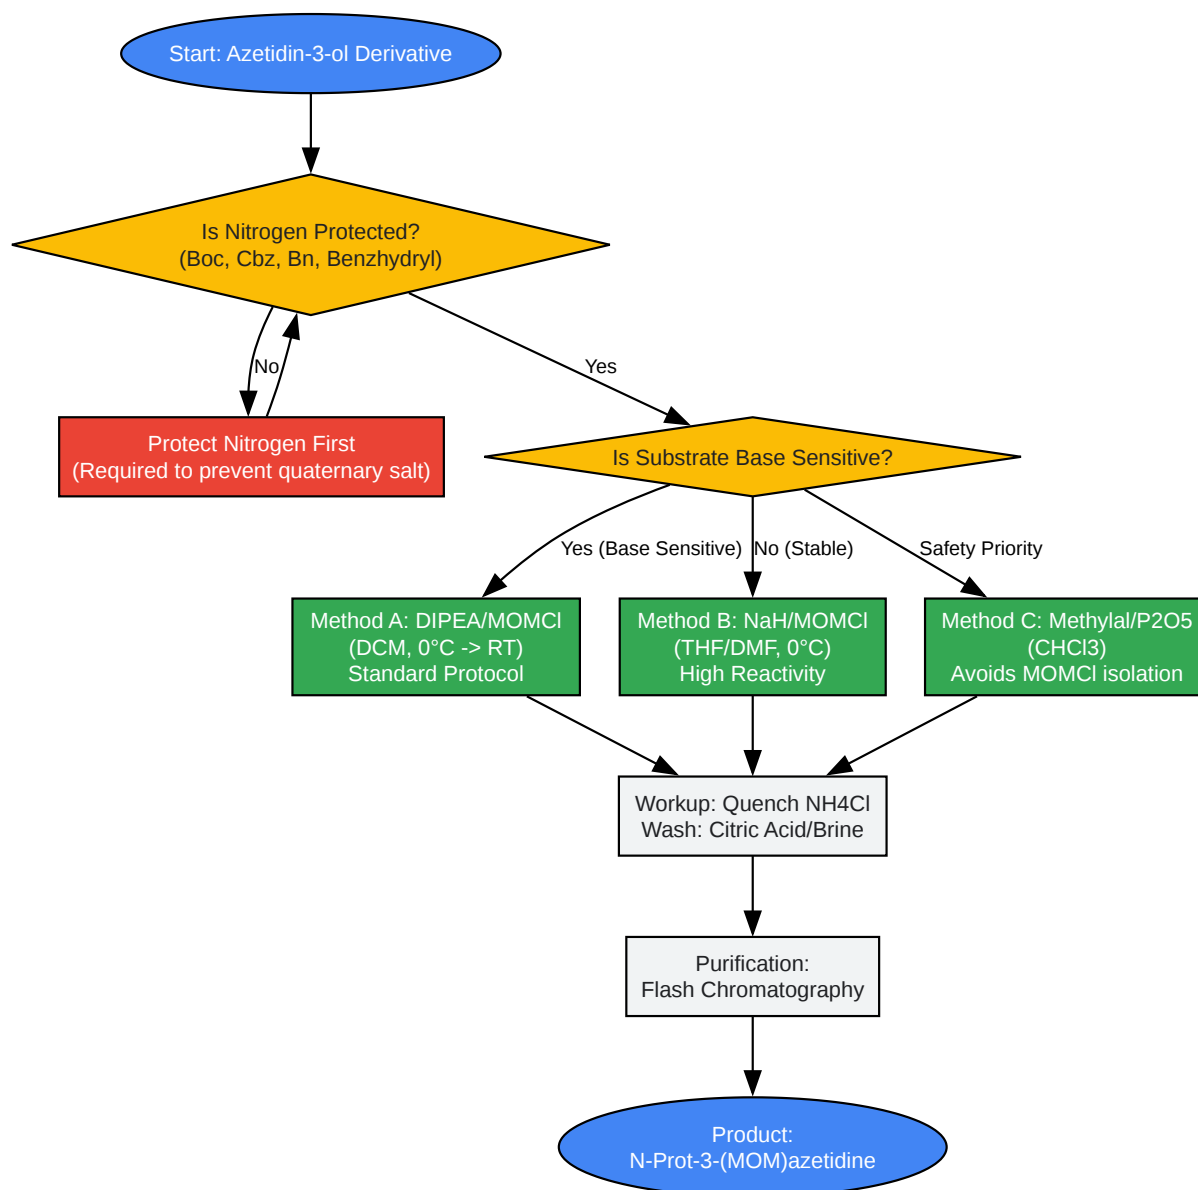 Start: Azetidin-3-ol Derivative
Is Nitrogen Protected?
(Boc, Cbz, Bn, Benzhydryl)
No
Yes
Protect Nitrogen First
(Required to prevent quaternary salt)
Is Substrate Base Sensitive?
Yes (Base Sensitive)
No (Stable)
Safety Priority
Method A: DIPEA/MOMCl
(DCM, 0°C -> RT)
Standard Protocol
Method B: NaH/MOMCl
(THF/DMF, 0°C)
High Reactivity
Method C: Methylal/P2O5
(CHCl3)
Avoids MOMCl isolation
Workup: Quench NH4Cl
Wash: Citric Acid/Brine
Purification:
Flash Chromatography
Product:
N-Prot-3-(MOM)azetidine